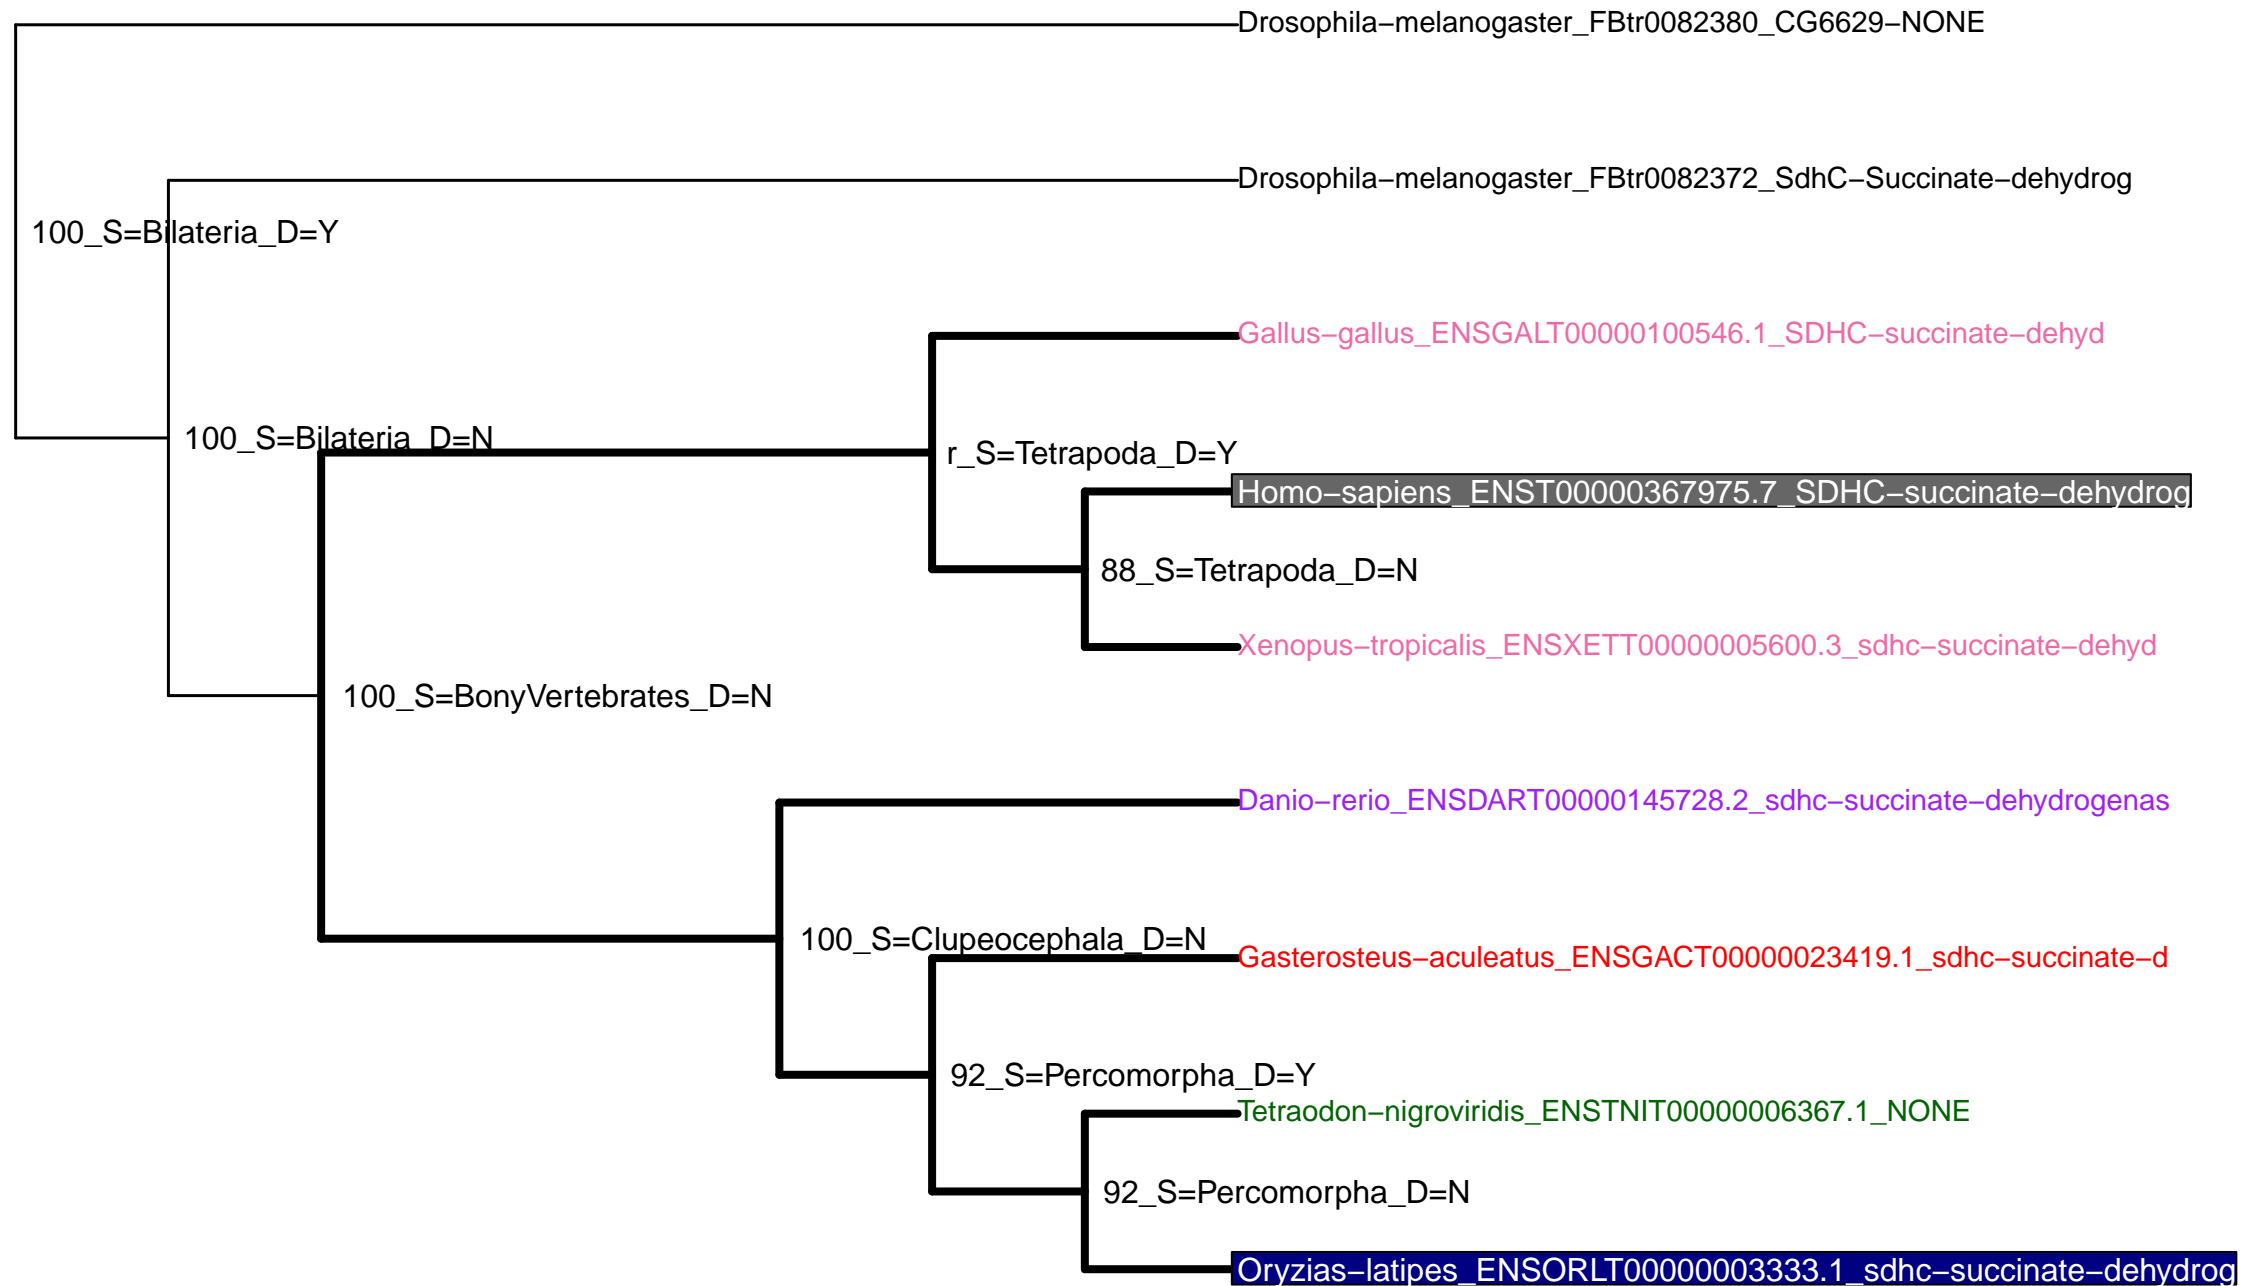 Drosophila−melanogaster_FBtr0082380_CG6629−NONE
Drosophila−melanogaster_FBtr0082372_SdhC−Succinate−dehydrog
100_S=Bilateria_D=Y
Gallus−gallus_ENSGALT00000100546.1_SDHC−succinate−dehyd
100_S=Bilateria_D=N
r_S=Tetrapoda_D=Y
Homo−sapiens_ENST00000367975.7_SDHC−succinate−dehydrog
88_S=Tetrapoda_D=N
Xenopus−tropicalis_ENSXETT00000005600.3_sdhc−succinate−dehyd
100_S=BonyVertebrates_D=N
Danio−rerio_ENSDART00000145728.2_sdhc−succinate−dehydrogenas
100_S=Clupeocephala_D=N
Gasterosteus−aculeatus_ENSGACT00000023419.1_sdhc−succinate−d
92_S=Percomorpha_D=Y
Tetraodon−nigroviridis_ENSTNIT00000006367.1_NONE
92_S=Percomorpha_D=N
Oryzias−latipes_ENSORLT00000003333.1_sdhc−succinate−dehydrog